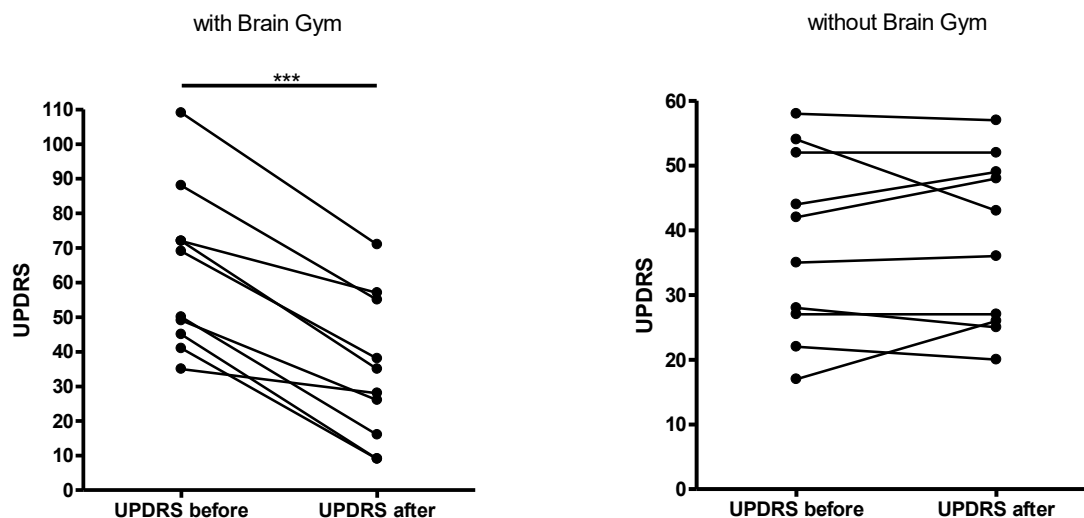 with Brain Gym
***
110
100
90
80
70
60
50
40
30
20
10
0
UPDRS
UPDRS before
UPDRS after
without Brain Gym
60
50
40
30
20
10
0
UPDRS
UPDRS before
UPDRS after